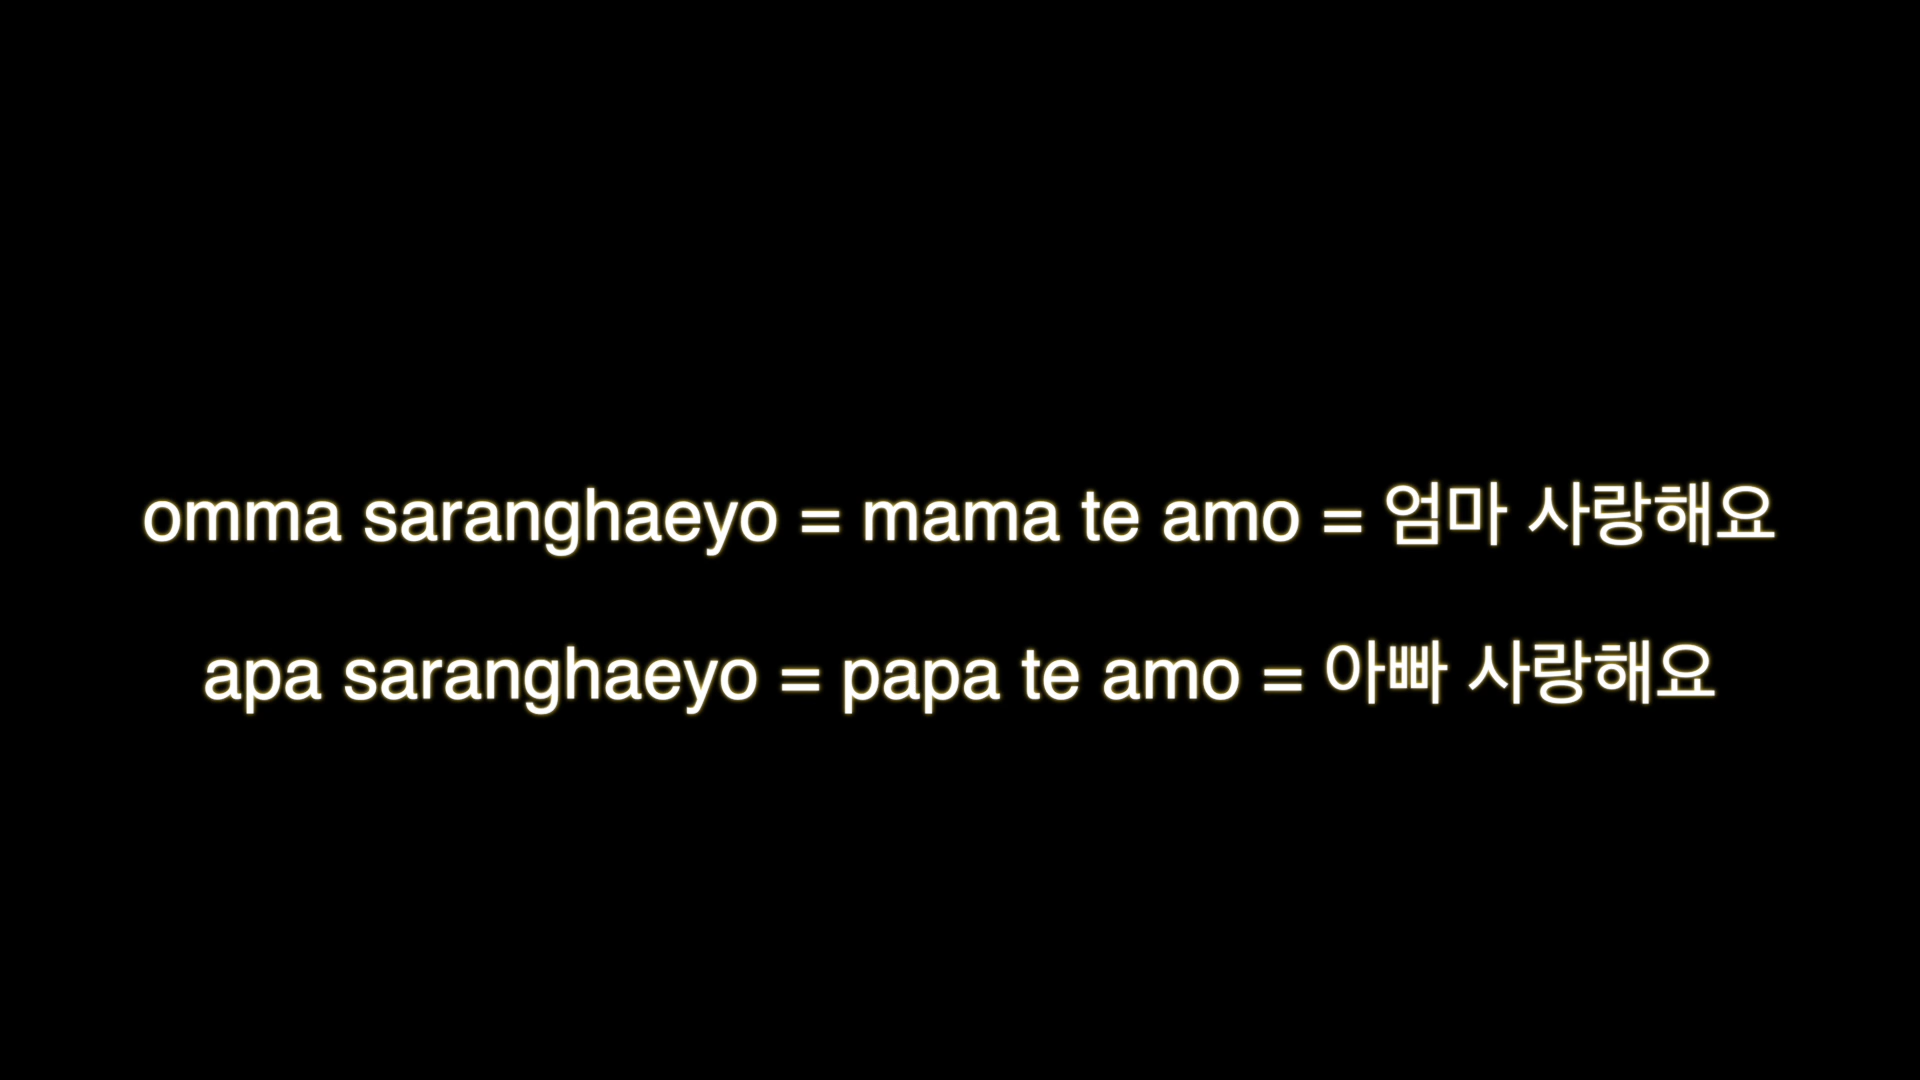 omma saranghaeyo = mama te amo = 엄마 사랑해요
apa saranghaeyo = papa te amo = 아빠 사랑해요